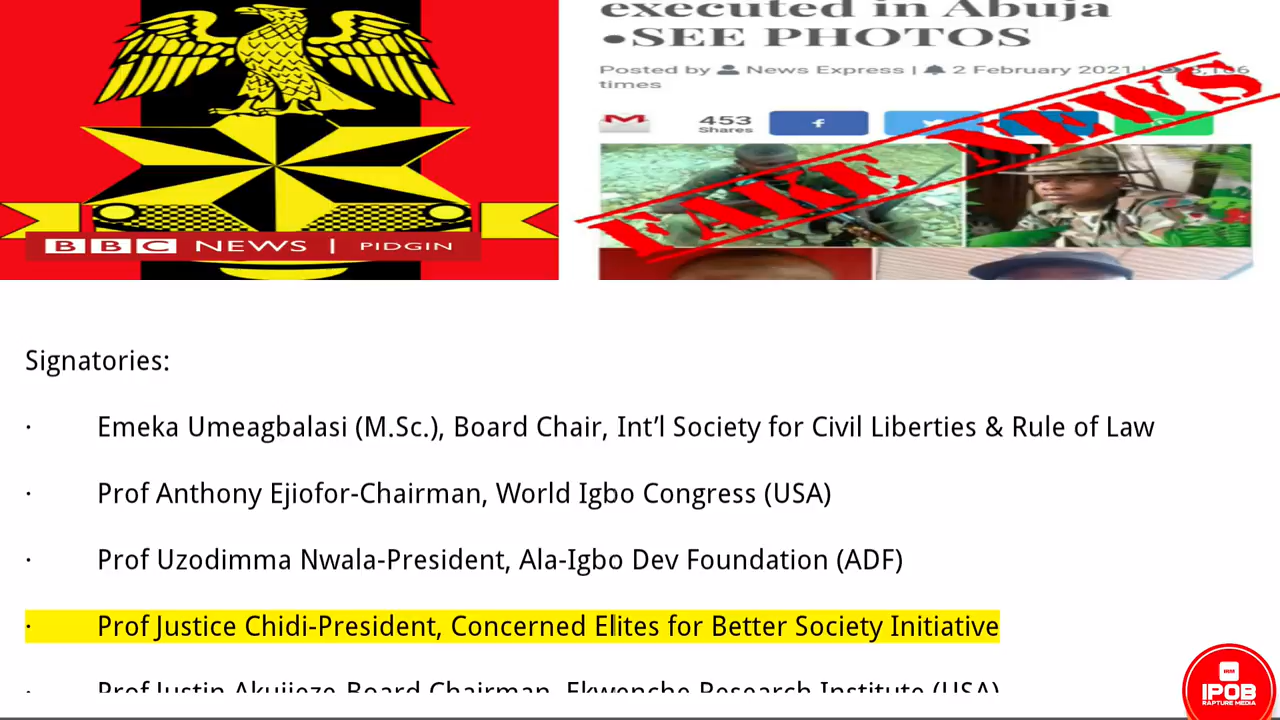 executed in Abuja
•SEE PHOTOS
Posted by News Express | 2 February 2021 |
times
453
Shares
FAKE NEWS
BBC NEWS | PIDGIN
Signatories:
· Emeka Umeagbalasi (M.Sc.), Board Chair, Int’l Society for Civil Liberties & Rule of Law
· Prof Anthony Ejiofor-Chairman, World Igbo Congress (USA)
· Prof Uzodimma Nwala-President, Ala-Igbo Dev Foundation (ADF)
· Prof Justice Chidi-President, Concerned Elites for Better Society Initiative
· Prof Justin Akujieze-Board Chairman, Ekwenche Research Institute (USA)
IPOB
RAPTURE MEDIA